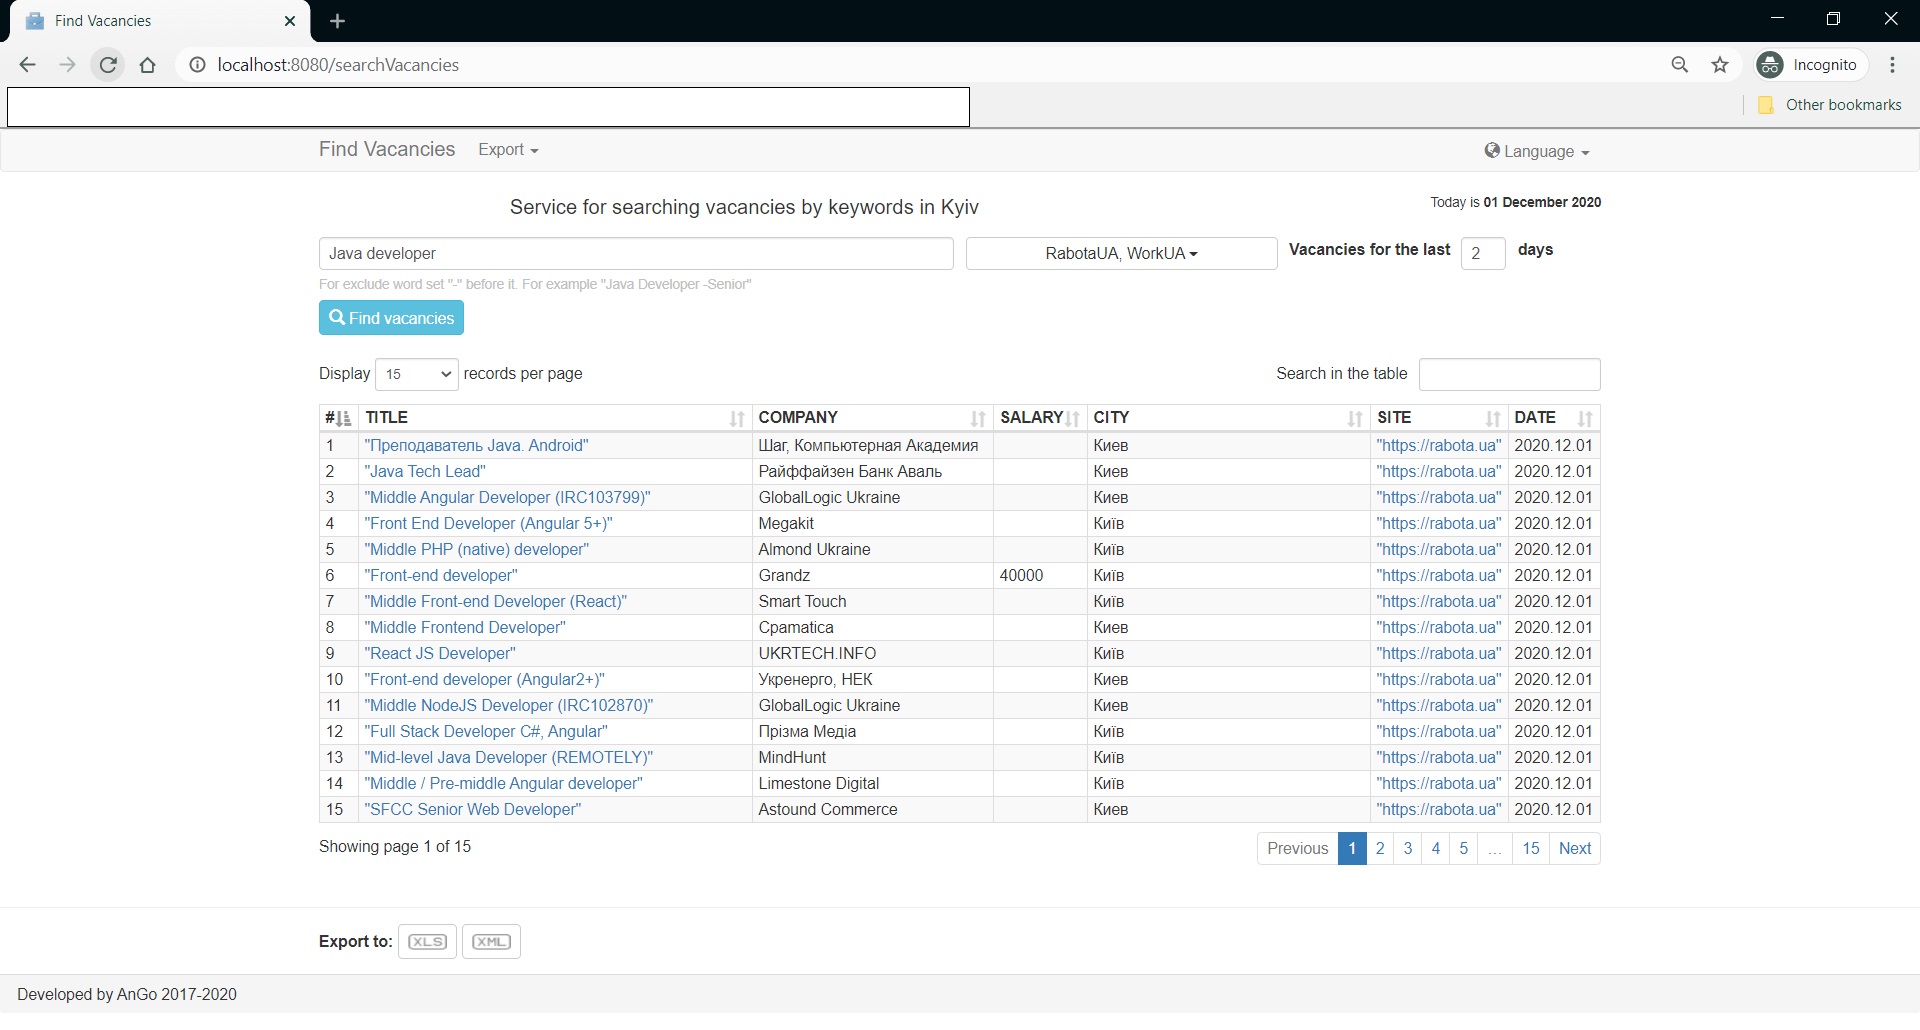 Find Vacancies
localhost:8080/searchVacancies
Incognito
Other bookmarks
Find Vacancies Export Language
Service for searching vacancies by keywords in Kyiv
Today is 01 December 2020
Java developer RabotaUA, WorkUA Vacancies for the last 2 days
For exclude word set "-" before it. For example "Java Developer -Senior"
Find vacancies
Display 15 records per page Search in the table
# TITLE COMPANY SALARY CITY SITE DATE
1 "Преподаватель Java. Android" Шаг, Компьютерная Академия Киев "https://rabota.ua" 2020.12.01
2 "Java Tech Lead" Райффайзен Банк Аваль Киев "https://rabota.ua" 2020.12.01
3 "Middle Angular Developer (IRC103799)" GlobalLogic Ukraine Киев "https://rabota.ua" 2020.12.01
4 "Front End Developer (Angular 5+)" Megakit Київ "https://rabota.ua" 2020.12.01
5 "Middle PHP (native) developer" Almond Ukraine Київ "https://rabota.ua" 2020.12.01
6 "Front-end developer" Grandz 40000 Київ "https://rabota.ua" 2020.12.01
7 "Middle Front-end Developer (React)" Smart Touch Київ "https://rabota.ua" 2020.12.01
8 "Middle Frontend Developer" Cpamatica Киев "https://rabota.ua" 2020.12.01
9 "React JS Developer" UKRTECH.INFO Київ "https://rabota.ua" 2020.12.01
10 "Front-end developer (Angular2+)" Укренерго, НЕК Киев "https://rabota.ua" 2020.12.01
11 "Middle NodeJS Developer (IRC102870)" GlobalLogic Ukraine Киев "https://rabota.ua" 2020.12.01
12 "Full Stack Developer C#, Angular" Прізма Медіа Київ "https://rabota.ua" 2020.12.01
13 "Mid-level Java Developer (REMOTELY)" MindHunt Київ "https://rabota.ua" 2020.12.01
14 "Middle / Pre-middle Angular developer" Limestone Digital Київ "https://rabota.ua" 2020.12.01
15 "SFCC Senior Web Developer" Astound Commerce Киев "https://rabota.ua" 2020.12.01
Showing page 1 of 15 Previous 1 2 3 4 5 ... 15 Next
Export to: XLS XML
Developed by AnGo 2017-2020